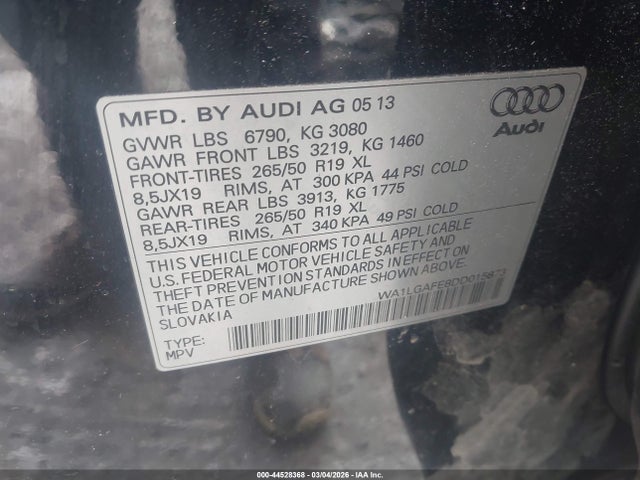 MFD. BY AUDI AG 05 13
GVWR LBS 6790, KG 3080
GAWR FRONT LBS 3219, KG 1460
FRONT-TIRES 265/50 R19 XL
8,5JX19 RIMS, AT 300 KPA 44 PSI COLD
GAWR REAR LBS 3913, KG 1775
REAR-TIRES 265/50 R19 XL
8,5JX19 RIMS, AT 340 KPA 49 PSI COLD
Audi
THIS VEHICLE CONFORMS TO ALL APPLICABLE
U.S. FEDERAL MOTOR VEHICLE SAFETY AND
THEFT PREVENTION STANDARDS IN EFFECT ON
THE DATE OF MANUFACTURE SHOWN ABOVE.
SLOVAKIA
WA1LGAFE8DD015873
TYPE:
MPV
000-44528368 - 03/04/2026 - IAA Inc.